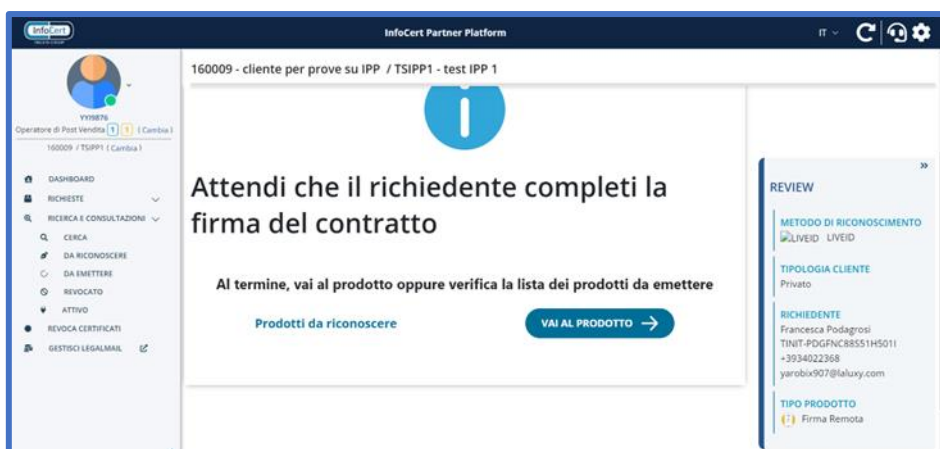 InfoCert
InfoCert Partner Platform
IT
160009 - cliente per prove su IPP / TSIPP1 - test IPP 1
YYI9876
Operatore di Post Vendita 1 1 ( Cambia )
160009 / TSIPP1 ( Cambia )
DASHBOARD
RICHIESTE
RICERCA E CONSULTAZIONI
CERCA
DA RICONOSCERE
DA EMETTERE
REVOCATO
ATTIVO
REVOCA CERTIFICATI
GESTISCI LEGALMAIL
Attendi che il richiedente completi la
firma del contratto
Al termine, vai al prodotto oppure verifica la lista dei prodotti da emettere
Prodotti da riconoscere
VAI AL PRODOTTO →
»
REVIEW
METODO DI RICONOSCIMENTO
LIVEID LIVEID
TIPOLOGIA CLIENTE
Privato
RICHIEDENTE
Francesca Podagrosi
TINIT-PDGFNC88S51H501I
+3934022368
yarobix907@laluxy.com
TIPO PRODOTTO
Firma Remota